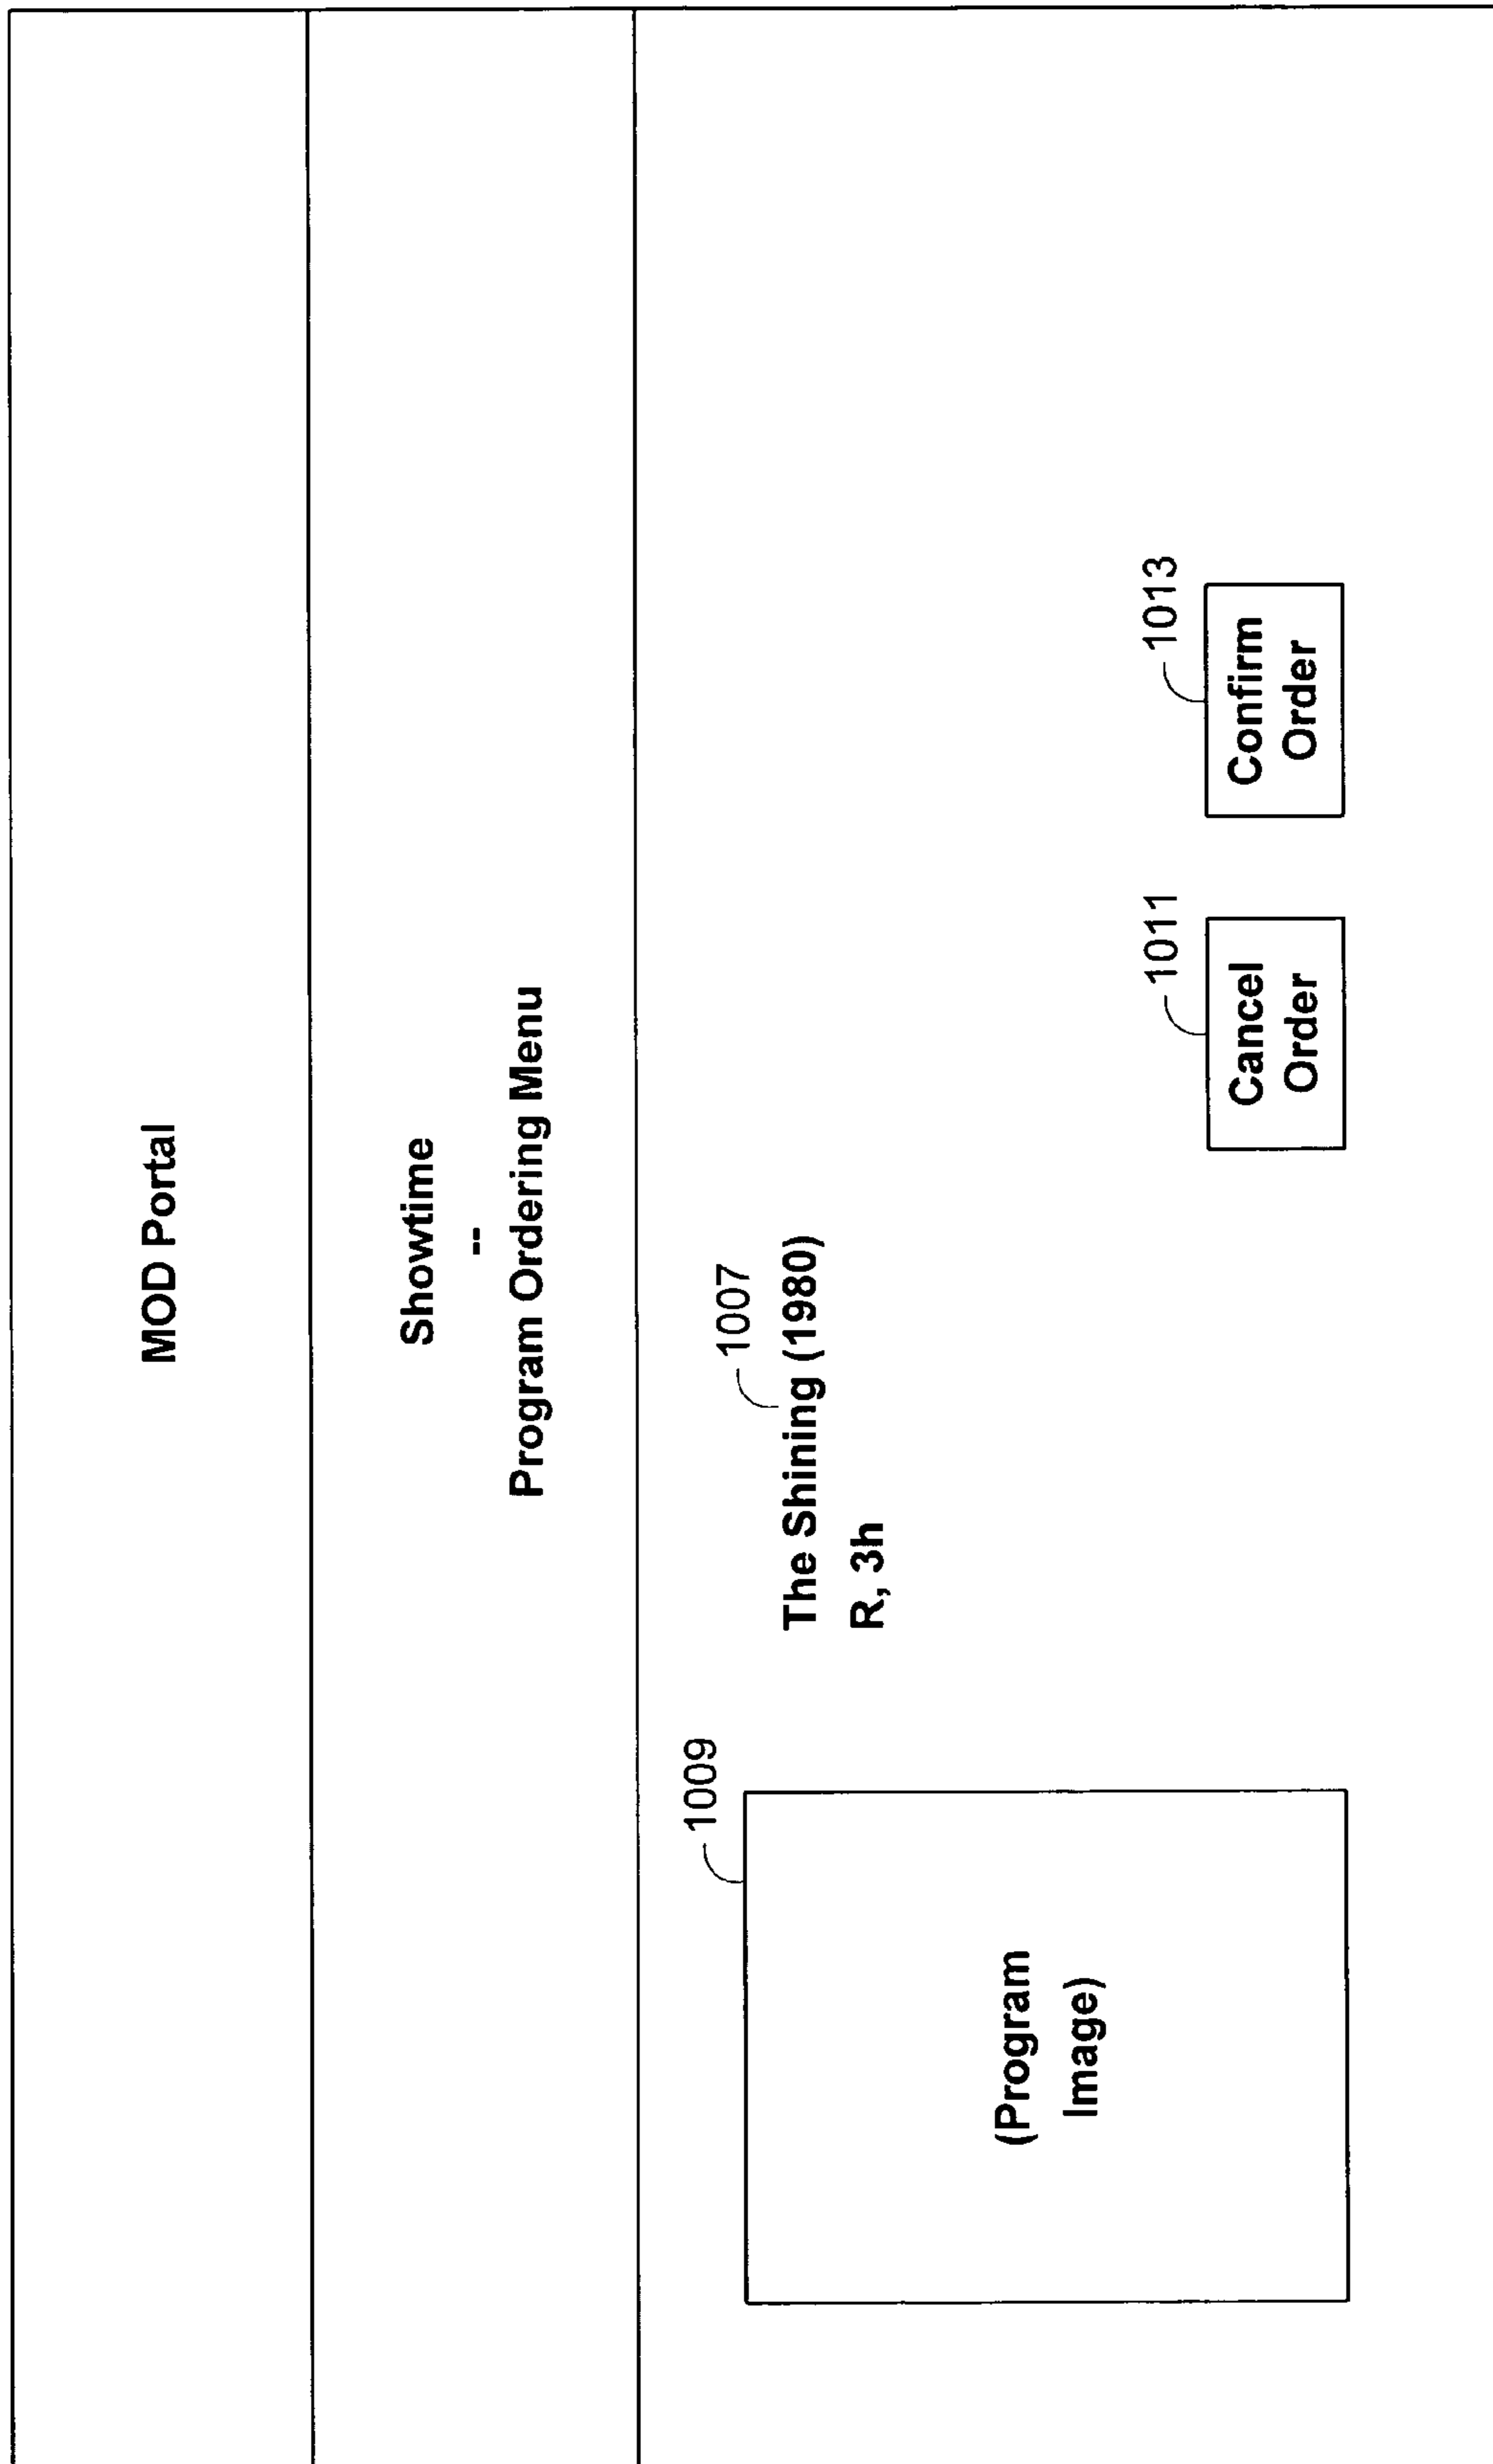 MOD Portal
Showtime
--
Program Ordering Menu
1009
(Program
Image)
1007
The Shining (1980)
R, 3h
1011
Cancel
Order
1013
Confirm
Order